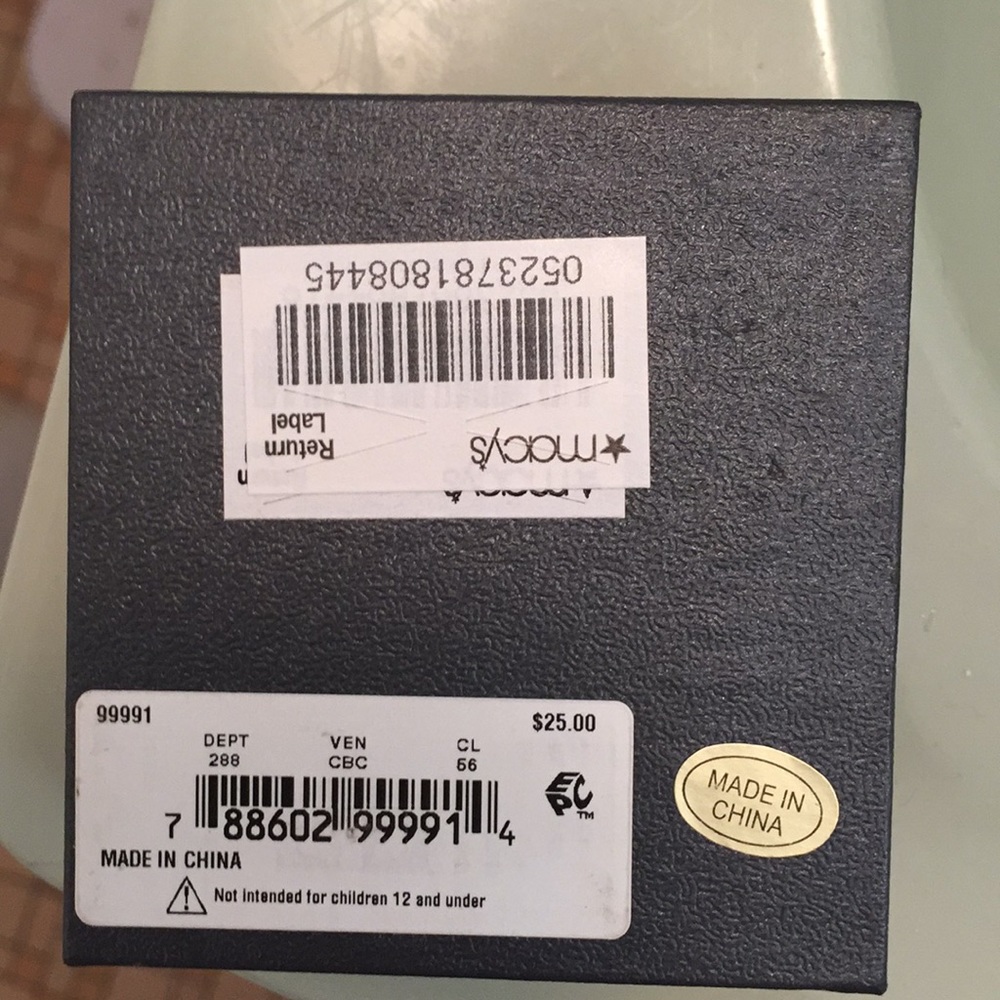 0523781808445
Return
Label
★macy's
99991
$25.00
DEPT VEN CL
288 CBC 56
7 88602 99991 4
EPC™
MADE IN CHINA
Not intended for children 12 and under
MADE IN
CHINA